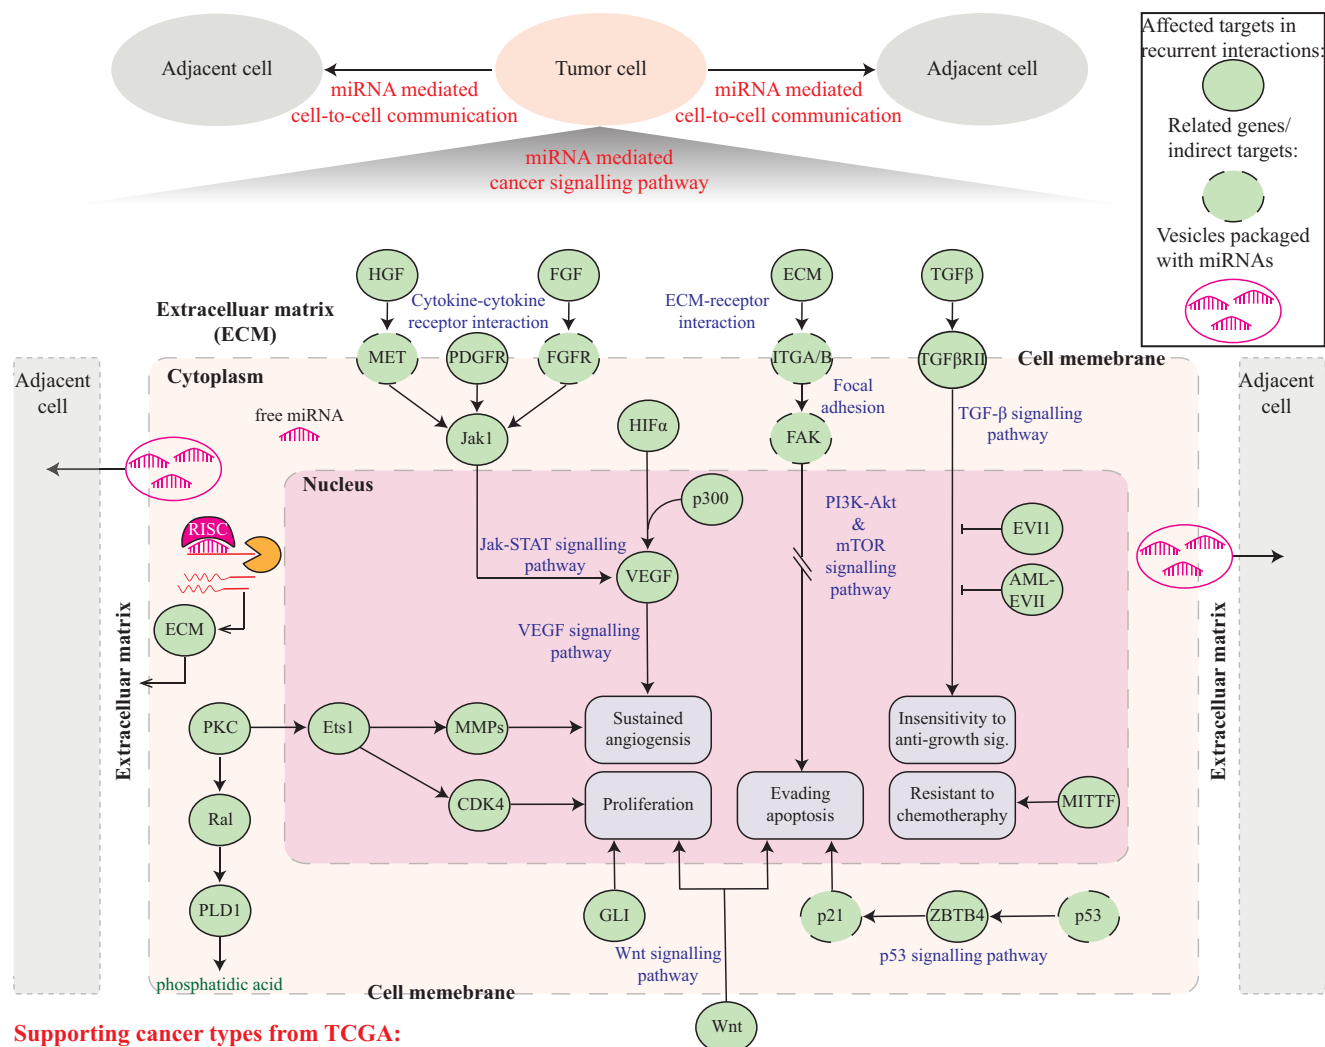 Adjacent cell
Tumor cell
Adjacent cell
miRNA mediated
cell-to-cell communication
miRNA mediated
cell-to-cell communication
miRNA mediated
cancer signalling pathway
Affected targets in
recurrent interactions:
Related genes/
indirect targets:
Vesicles packaged
with miRNAs
HGF
FGF
ECM
TGFβ
Cytokine-cytokine
receptor interaction
ECM-receptor
interaction
Extracelluar matrix
(ECM)
MET
PDGFR
FGFR
ITGA/B
TGFβRII
Cell memebrane
Adjacent
cell
Cytoplasm
Adjacent
cell
free miRNA
Jak1
HIFα
Focal
adhesion
FAK
TGF-β signalling
pathway
Nucleus
p300
PI3K-Akt
&
mTOR
signalling
pathway
EVI1
RISC
Jak-STAT signalling
pathway
VEGF
AML-
EVII
ECM
VEGF signalling
pathway
Extracelluar matrix
Extracelluar matrix
PKC
Ets1
MMPs
Sustained
angiogensis
Insensitivity to
anti-growth sig.
Ral
CDK4
Proliferation
Evading
apoptosis
Resistant to
chemotheraphy
MITTF
PLD1
GLI
p21
ZBTB4
p53
Wnt signalling
pathway
p53 signalling pathway
phosphatidic acid
Cell memebrane
Wnt
Supporting cancer types from TCGA: